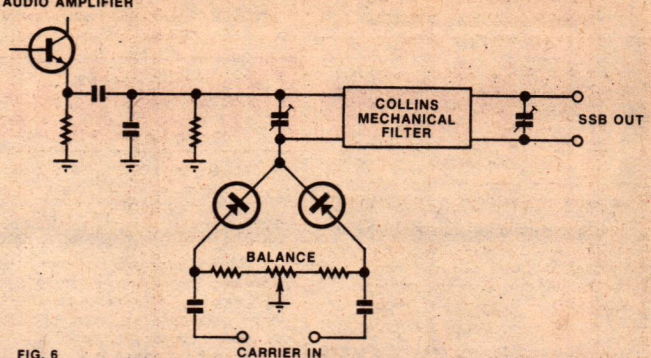 AUDIO AMPLIFIER
COLLINS
MECHANICAL
FILTER
SSB OUT
BALANCE
CARRIER IN
FIG. 6